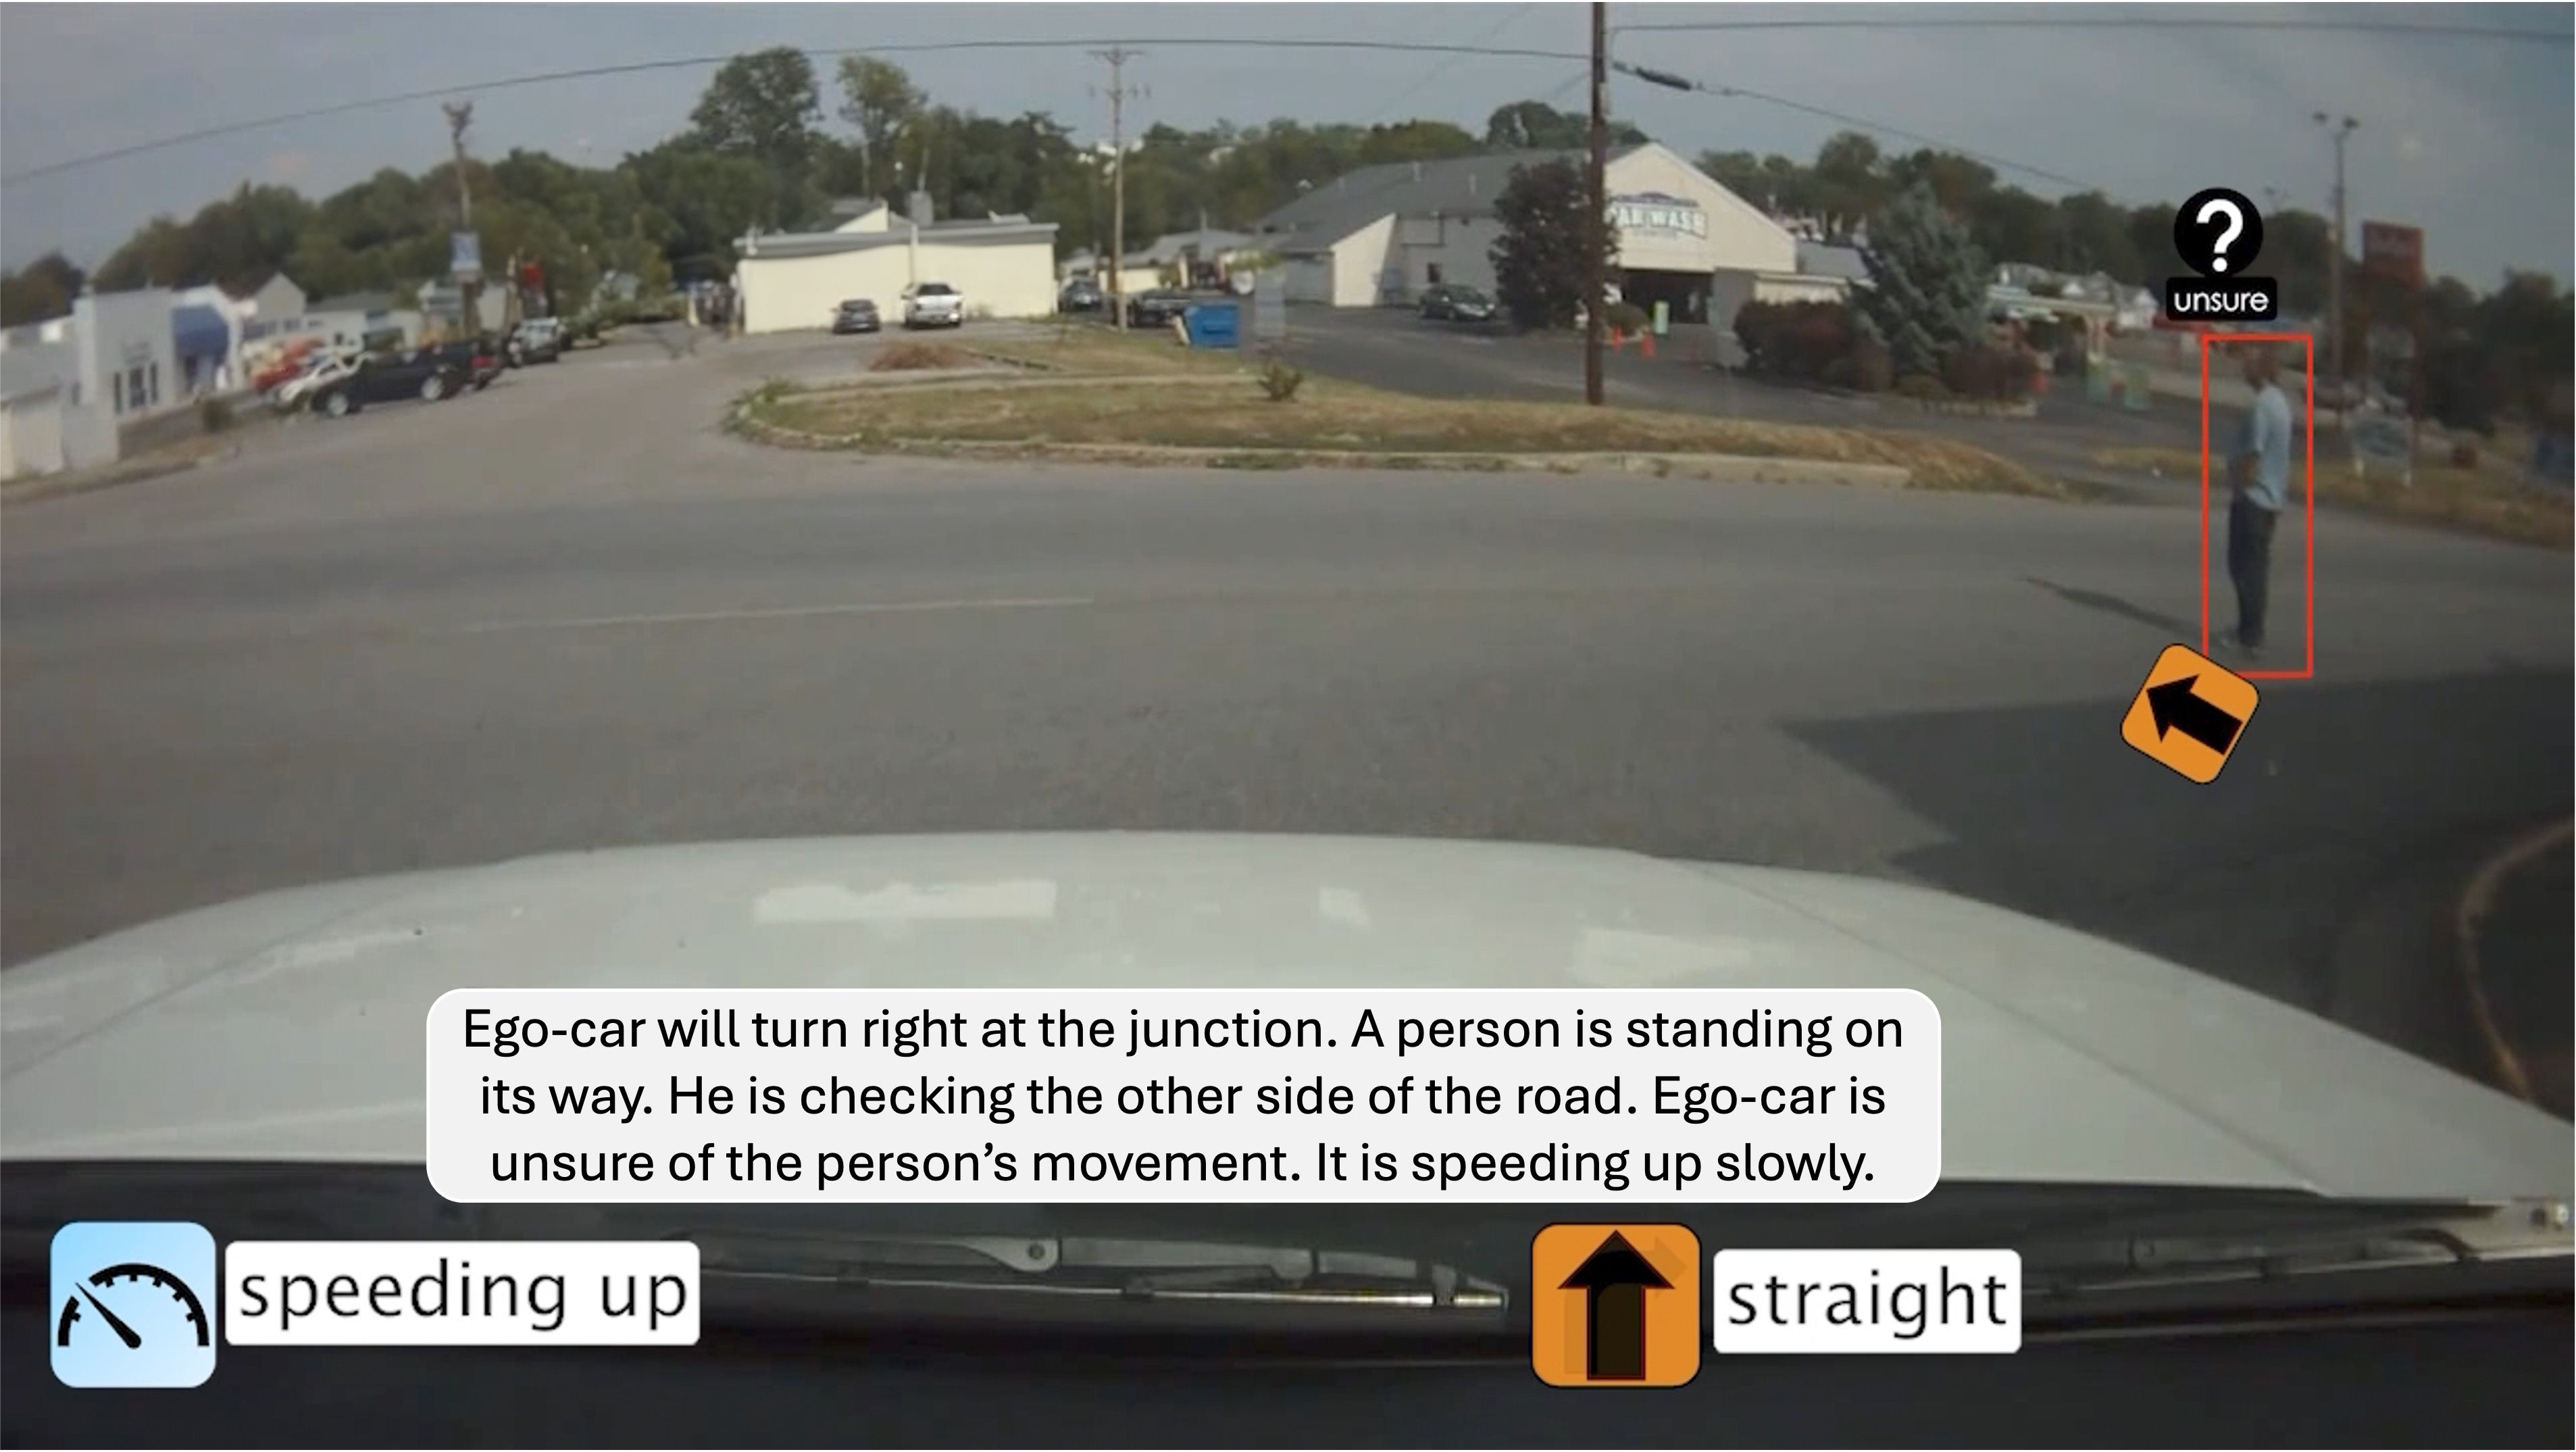 CAR WASH
unsure
Ego-car will turn right at the junction. A person is standing on
its way. He is checking the other side of the road. Ego-car is
unsure of the person’s movement. It is speeding up slowly.
speeding up
straight